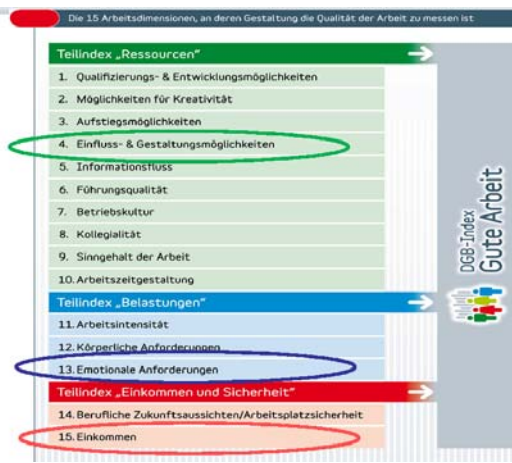 Die 15 Arbeitsdimensionen, an deren Gestaltung die Qualität der Arbeit zu messen ist
Teilindex „Ressourcen"
1. Qualifizierungs- & Entwicklungsmöglichkeiten
2. Möglichkeiten für Kreativität
3. Aufstiegsmöglichkeiten
4. Einfluss- & Gestaltungsmöglichkeiten
5. Informationsfluss
6. Führungsqualität
7. Betriebskultur
8. Kollegialität
9. Sinngehalt der Arbeit
10. Arbeitszeitgestaltung
Teilindex „Belastungen"
11. Arbeitsintensität
12. Körperliche Anforderungen
13. Emotionale Anforderungen
Teilindex „Einkommen und Sicherheit"
14. Berufliche Zukunftsaussichten/Arbeitsplatzsicherheit
15. Einkommen
DGB-Index
Gute Arbeit